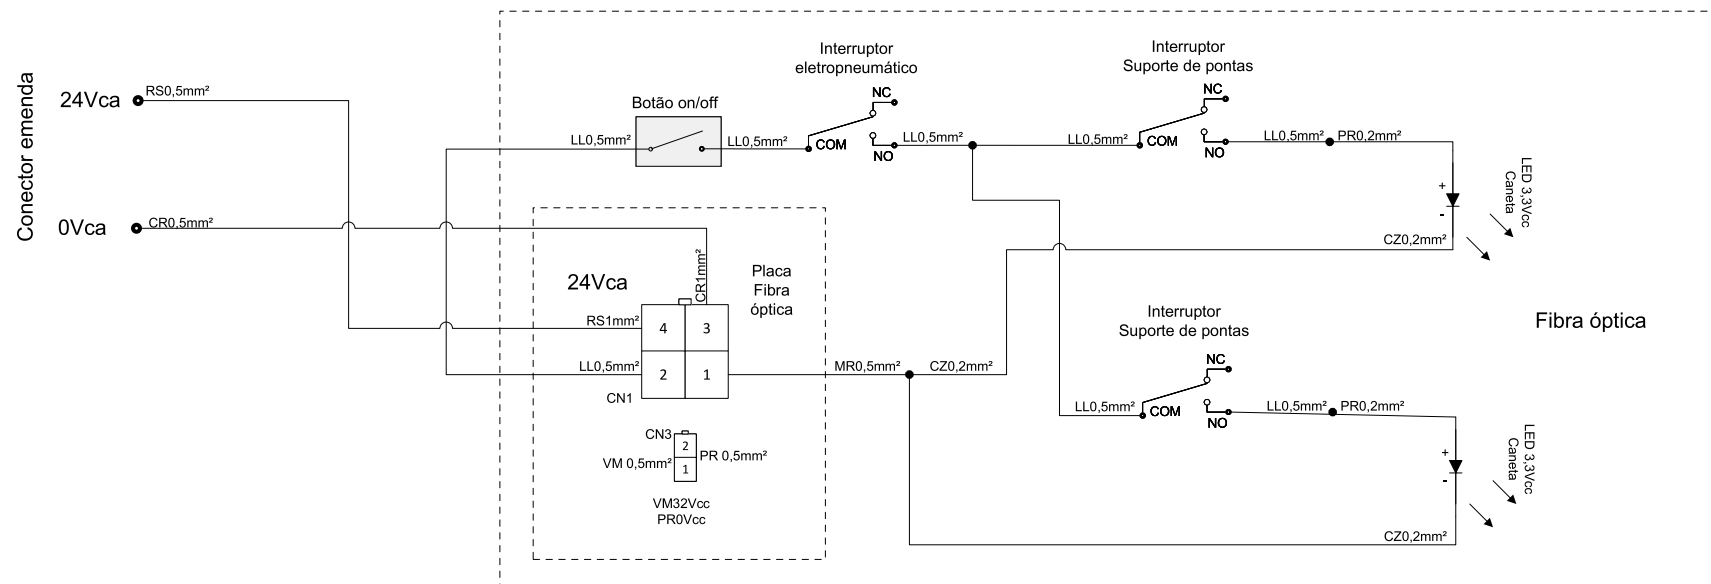 Conector emenda
24Vca
RS0,5mm²
0Vca
CR0,5mm²
Botão on/off
LL0,5mm²
LL0,5mm²
Interruptor
eletropneumático
NC
COM
NO
LL0,5mm²
LL0,5mm²
Interruptor
Suporte de pontas
NC
COM
NO
LL0,5mm²
PR0,2mm²
+
-
LED 3,3Vcc
Caneta
CZ0,2mm²
24Vca
CR1mm²
Placa
Fibra
óptica
RS1mm²
4
3
LL0,5mm²
2
1
CN1
MR0,5mm²
CZ0,2mm²
CN3
2
VM 0,5mm²
1
PR 0,5mm²
VM32Vcc
PR0Vcc
Interruptor
Suporte de pontas
NC
LL0,5mm²
COM
NO
LL0,5mm²
PR0,2mm²
+
-
LED 3,3Vcc
Caneta
CZ0,2mm²
Fibra óptica